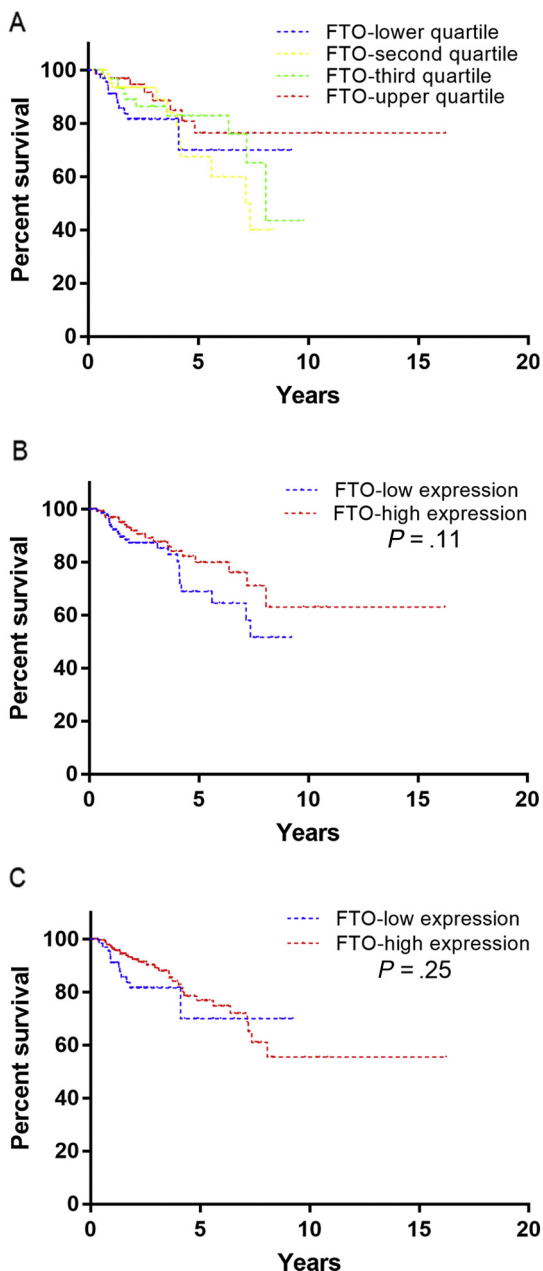 A
FTO-lower quartile
FTO-second quartile
FTO-third quartile
FTO-upper quartile
100
80
60
40
20
0
Percent survival
0 5 10 15 20
Years
B
FTO-low expression
FTO-high expression
P = .11
100
80
60
40
20
0
Percent survival
0 5 10 15 20
Years
C
FTO-low expression
FTO-high expression
P = .25
100
80
60
40
20
0
Percent survival
0 5 10 15 20
Years